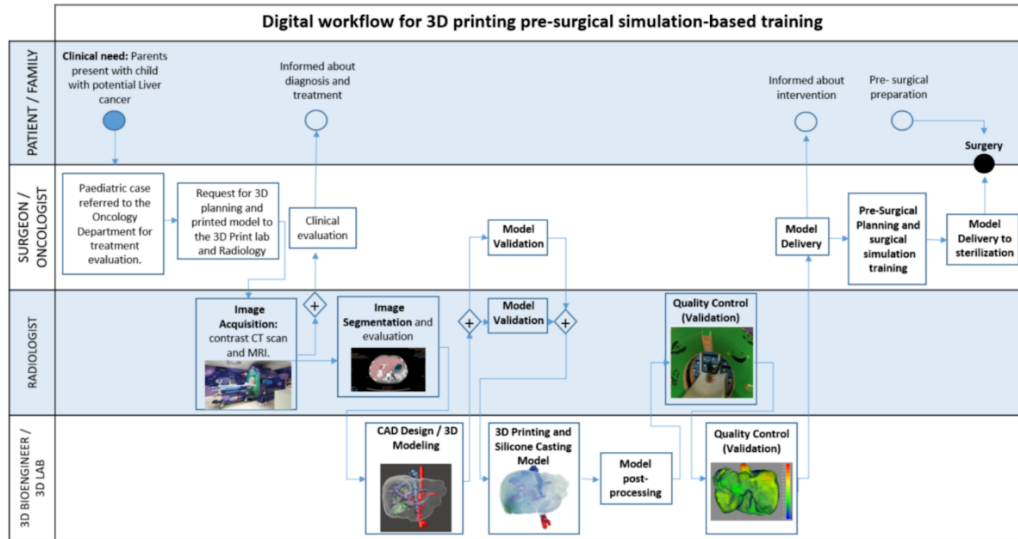 Digital workflow for 3D printing pre-surgical simulation-based training
PATIENT / FAMILY
Clinical need: Parents
present with child
with potential Liver
cancer
Informed about
diagnosis and
treatment
Informed about
intervention
Pre- surgical
preparation
Surgery
SURGEON /
ONCOLOGIST
Paediatric case
referred to the
Oncology
Department for
treatment
evaluation.
Request for 3D
planning and
printed model to
the 3D Print lab
and Radiology
Clinical
evaluation
Model
Validation
Model
Delivery
Pre-Surgical
Planning and
surgical
simulation
training
Model
Delivery to
sterilization
RADIOLOGIST
Image
Acquisition:
contrast CT scan
and MRI.
+
Image
Segmentation and
evaluation
+
Model
Validation
+
Quality Control
(Validation)
3D BIOENGINEER /
3D LAB
CAD Design / 3D
Modeling
3D Printing and
Silicone Casting
Model
Model
post-
processing
Quality Control
(Validation)